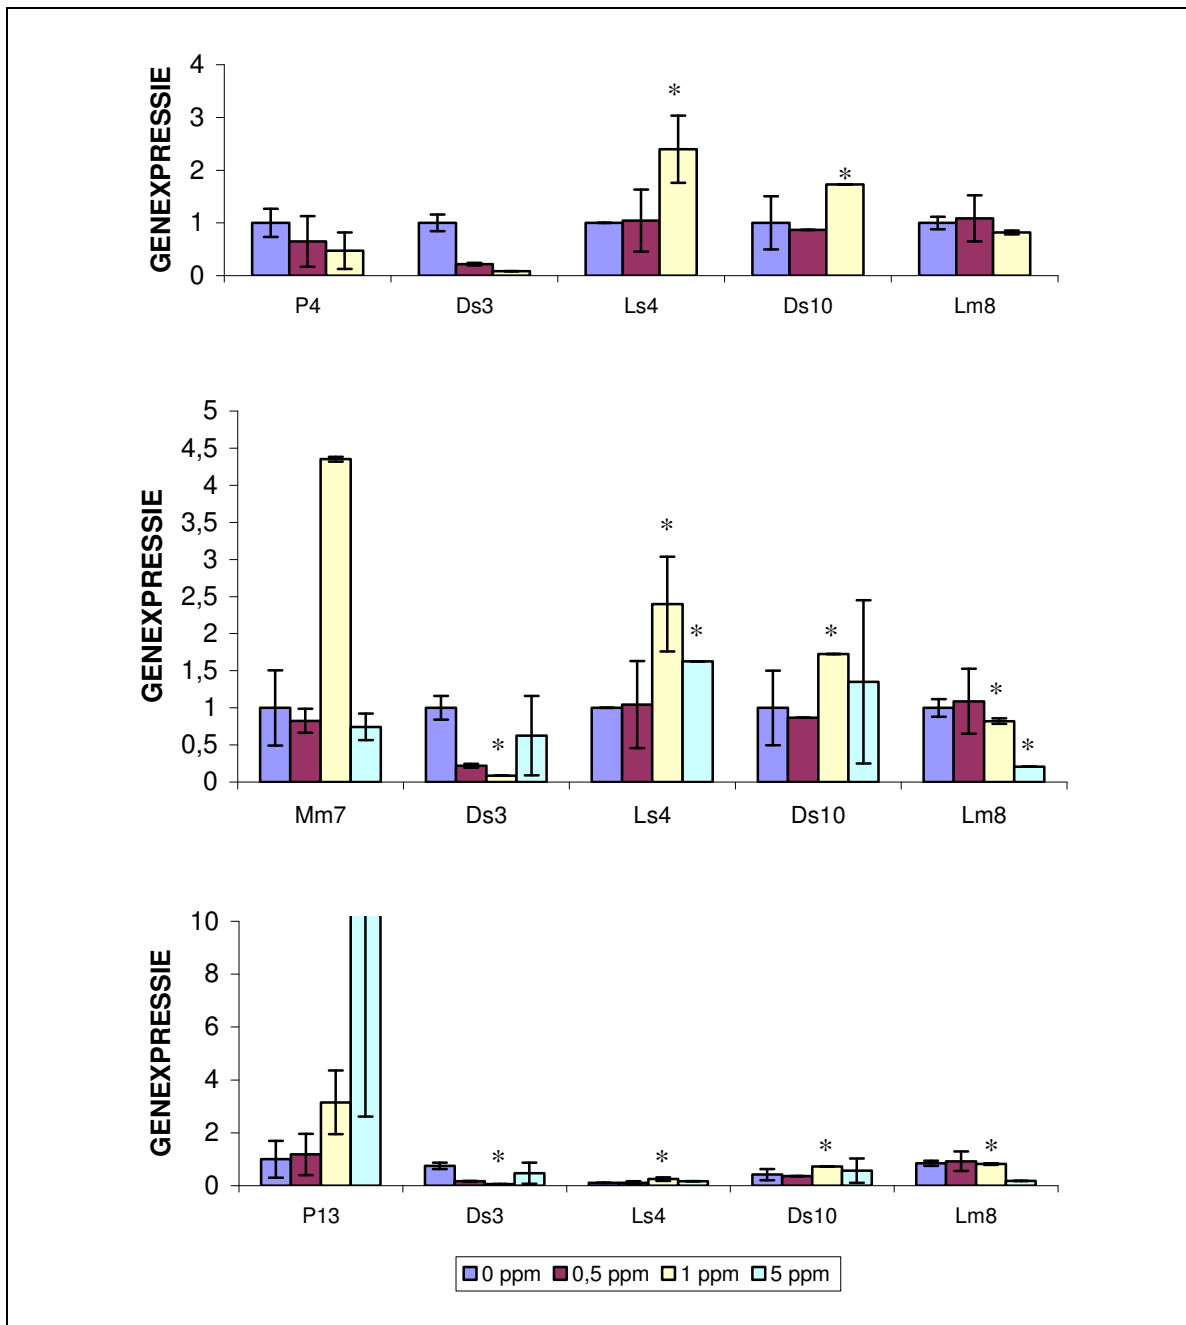 GENEXPRESSIE
4
3
2
1
0
* *
P4 Ds3 Ls4 Ds10 Lm8
GENEXPRESSIE
5
4,5
4
3,5
3
2,5
2
1,5
1
0,5
0
* * * * * *
Mm7 Ds3 Ls4 Ds10 Lm8
GENEXPRESSIE
10
8
6
4
2
0
* * * *
P13 Ds3 Ls4 Ds10 Lm8
0 ppm 0,5 ppm 1 ppm 5 ppm